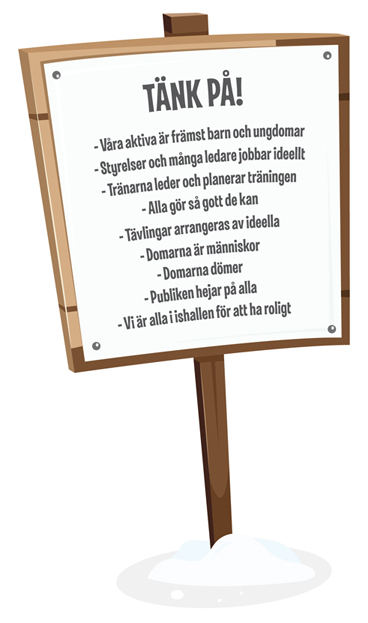 TÄNK PÅ!
- Våra aktiva är främst barn och ungdomar
- Styrelser och många ledare jobbar ideellt
- Tränarna leder och planerar träningen
- Alla gör så gott de kan
- Tävlingar arrangeras av ideella
- Domarna är människor
- Domarna dömer
- Publiken hejar på alla
- Vi är alla i ishallen för att ha roligt